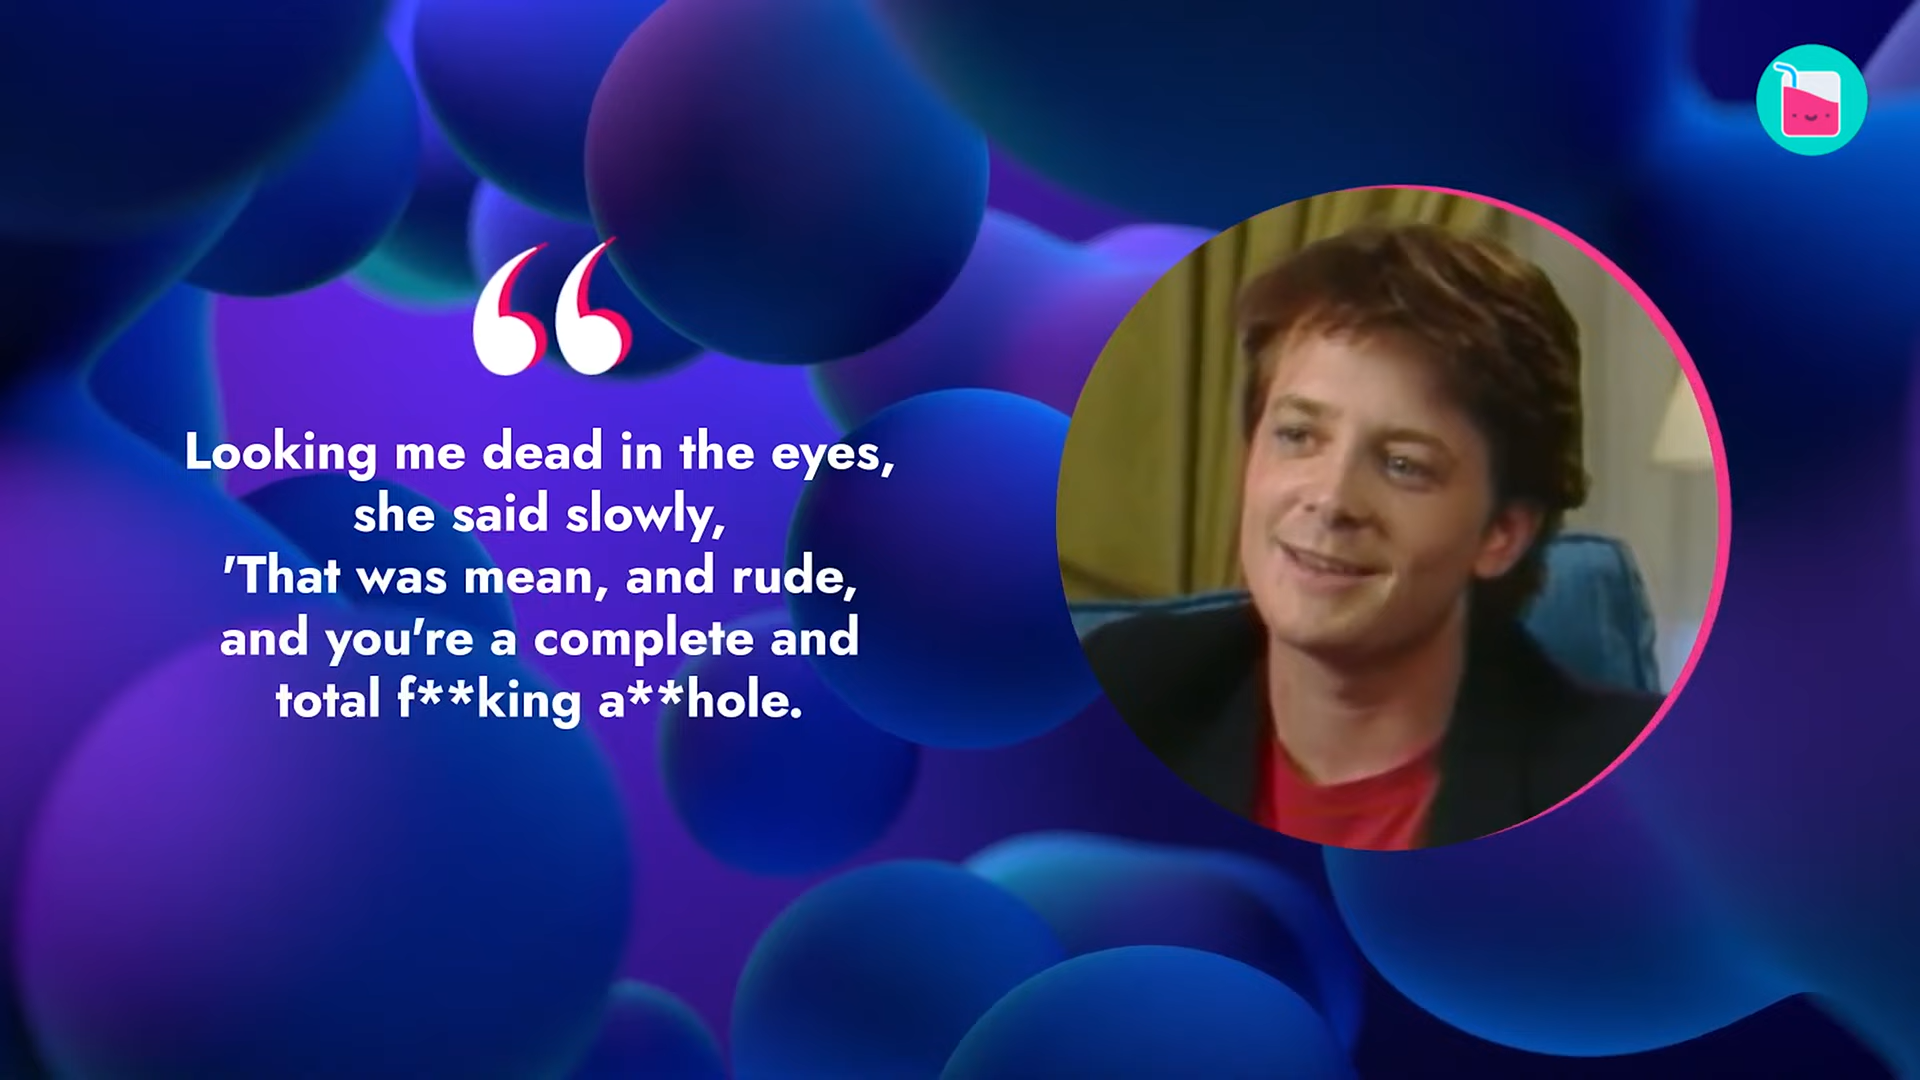 Looking me dead in the eyes,
she said slowly,
'That was mean, and rude,
and you're a complete and
total f**king a**hole.